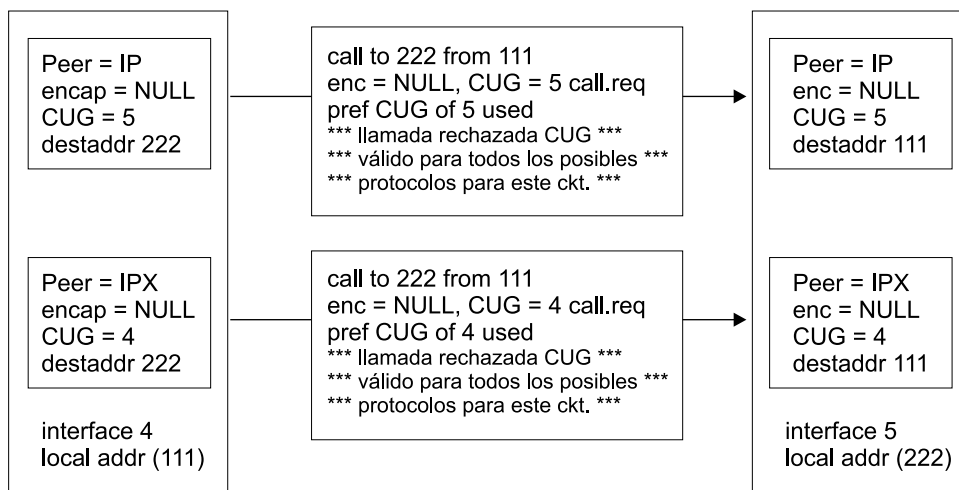 Peer = IP
encap = NULL
CUG = 5
destaddr 222
call to 222 from 111
enc = NULL, CUG = 5 call.req
pref CUG of 5 used
*** llamada rechazada CUG ***
*** válido para todos los posibles ***
*** protocolos para este ckt. ***
Peer = IP
enc = NULL
CUG = 5
destaddr 111
Peer = IPX
encap = NULL
CUG = 4
destaddr 222
call to 222 from 111
enc = NULL, CUG = 4 call.req
pref CUG of 4 used
*** llamada rechazada CUG ***
*** válido para todos los posibles ***
*** protocolos para este ckt. ***
Peer = IPX
enc = NULL
CUG = 4
destaddr 111
interface 4
local addr (111)
interface 5
local addr (222)